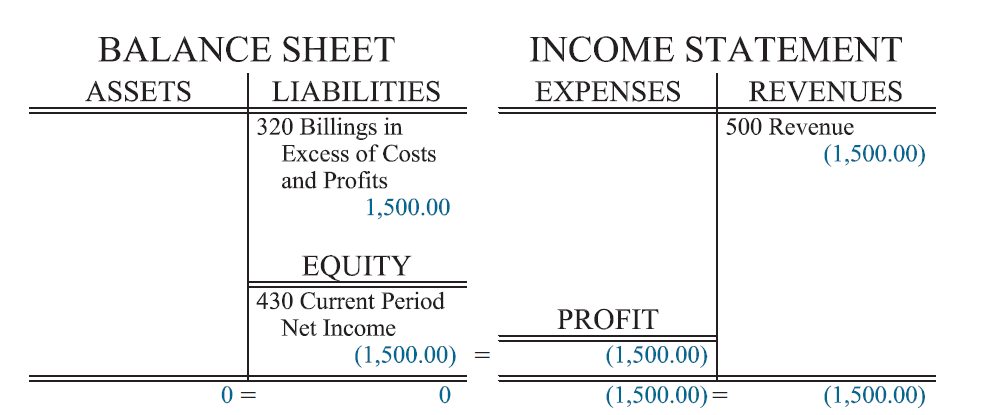 BALANCE SHEET
ASSETS
LIABILITIES
320 Billings in
Excess of Costs
and Profits
1,500.00
EQUITY
430 Current Period
Net Income
(1,500.00)
0 = 0
=
INCOME STATEMENT
EXPENSES
REVENUES
500 Revenue
(1,500.00)
PROFIT
(1,500.00)
(1,500.00) = (1,500.00)